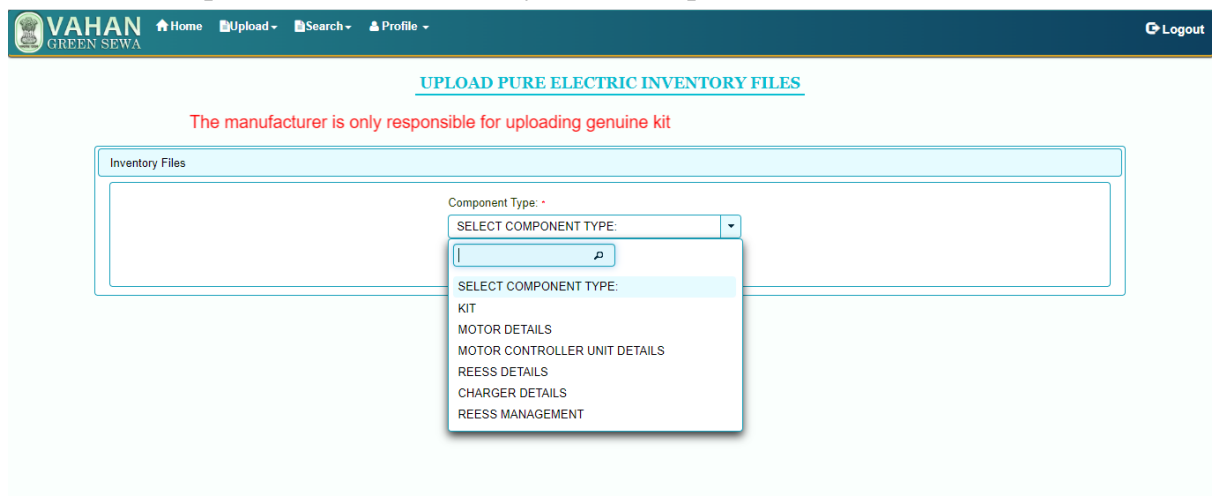 VAHAN
GREEN SEWA
Home Upload Search Profile
Logout
UPLOAD PURE ELECTRIC INVENTORY FILES
The manufacturer is only responsible for uploading genuine kit
Inventory Files
Component Type: *
SELECT COMPONENT TYPE:
SELECT COMPONENT TYPE:
KIT
MOTOR DETAILS
MOTOR CONTROLLER UNIT DETAILS
REESS DETAILS
CHARGER DETAILS
REESS MANAGEMENT